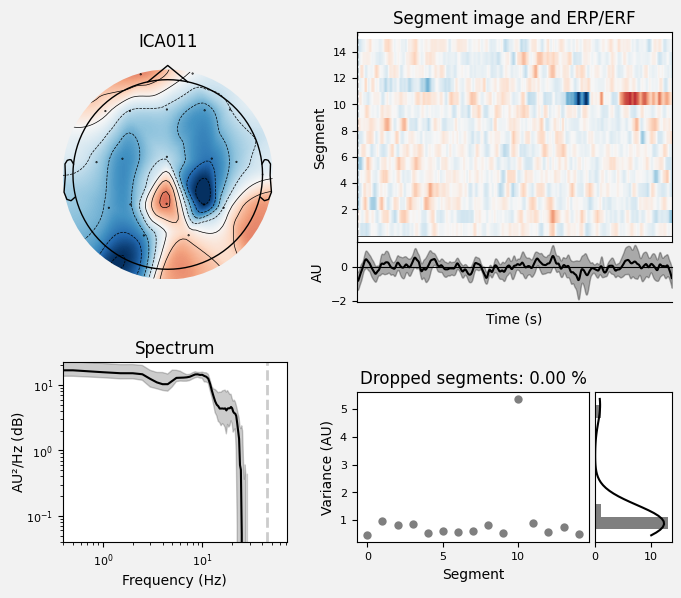 ICA011
Segment image and ERP/ERF
Segment
14
12
10
8
6
4
2
AU
0
−2
Time (s)
Spectrum
AU²/Hz (dB)
10¹
10⁰
10⁻¹
10⁰
10¹
Frequency (Hz)
Dropped segments: 0.00 %
Variance (AU)
5
4
3
2
1
0
5
10
0
10
Segment